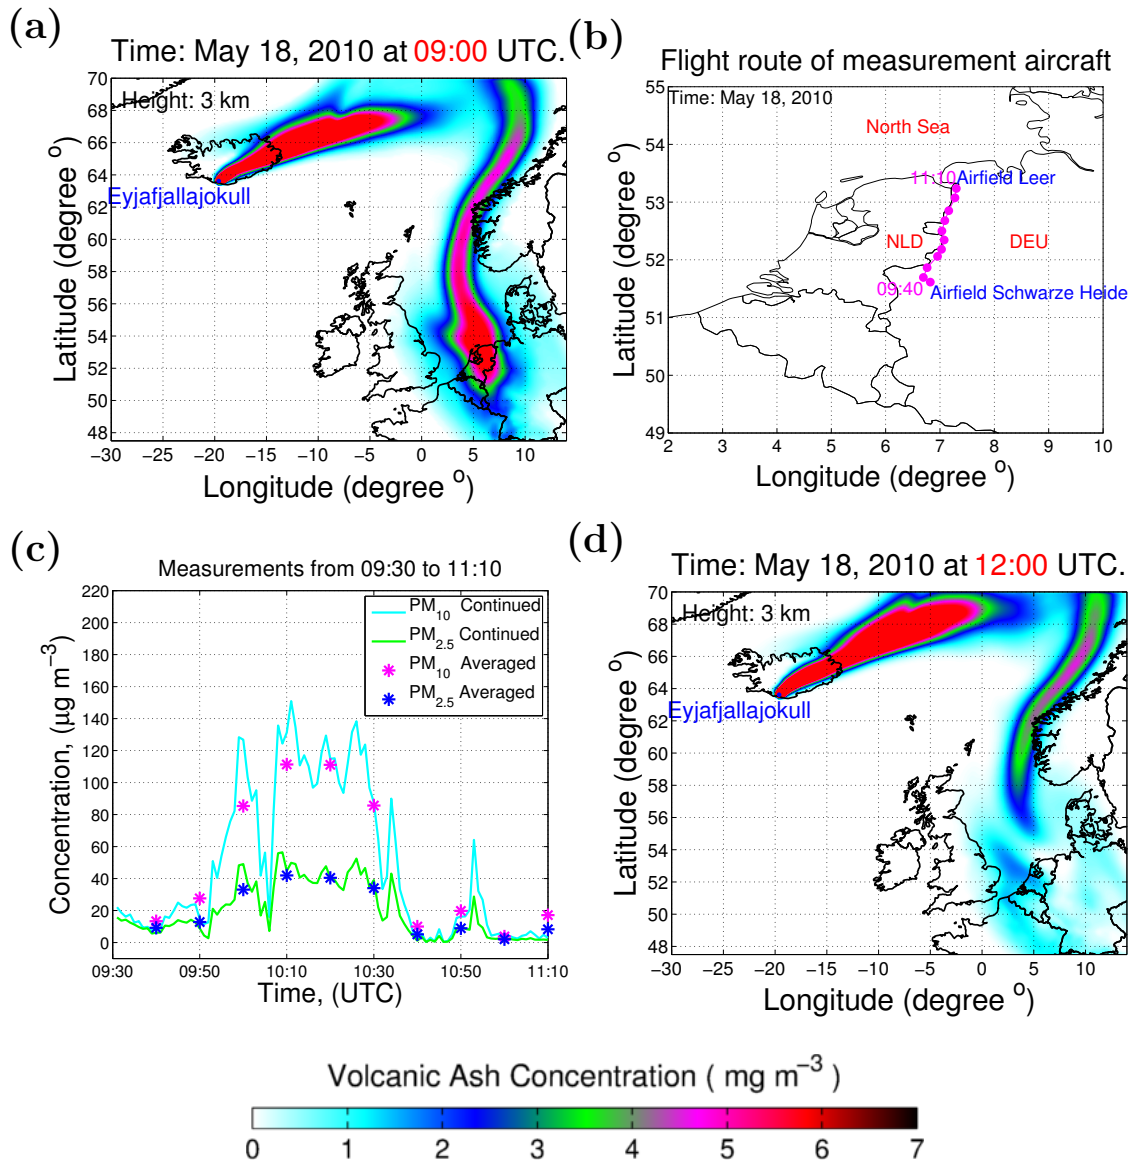 (a)
Time: May 18, 2010 at 09:00 UTC.
Height: 3 km
Eyjafjallajokull
70
68
66
64
62
60
58
56
54
52
50
48
Latitude (degree °)
−30 −25 −20 −15 −10 −5 0 5 10
Longitude (degree °)
(b)
Flight route of measurement aircraft
Time: May 18, 2010
North Sea
11:10 Airfield Leer
NLD DEU
09:40 Airfield Schwarze Heide
55
54
53
52
51
50
49
Latitude (degree °)
2 3 4 5 6 7 8 9 10
Longitude (degree °)
(c)
Measurements from 09:30 to 11:10
PM10 Continued
PM2.5 Continued
PM10 Averaged
PM2.5 Averaged
220
200
180
160
140
120
100
80
60
40
20
0
Concentration, (μg m−3)
09:30 09:50 10:10 10:30 10:50 11:10
Time, (UTC)
(d)
Time: May 18, 2010 at 12:00 UTC.
Height: 3 km
Eyjafjallajokull
70
68
66
64
62
60
58
56
54
52
50
48
Latitude (degree °)
−30 −25 −20 −15 −10 −5 0 5 10
Longitude (degree °)
Volcanic Ash Concentration ( mg m−3 )
0 1 2 3 4 5 6 7